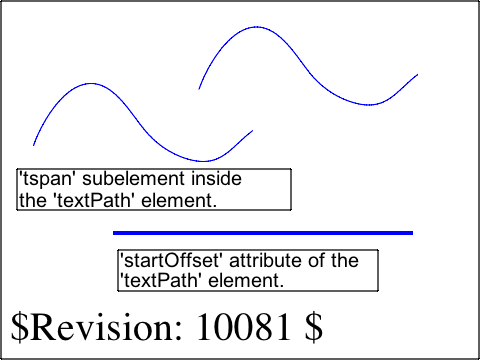 'tspan' subelement inside
the 'textPath' element.
'startOffset' attribute of the
'textPath' element.
$Revision: 10081 $